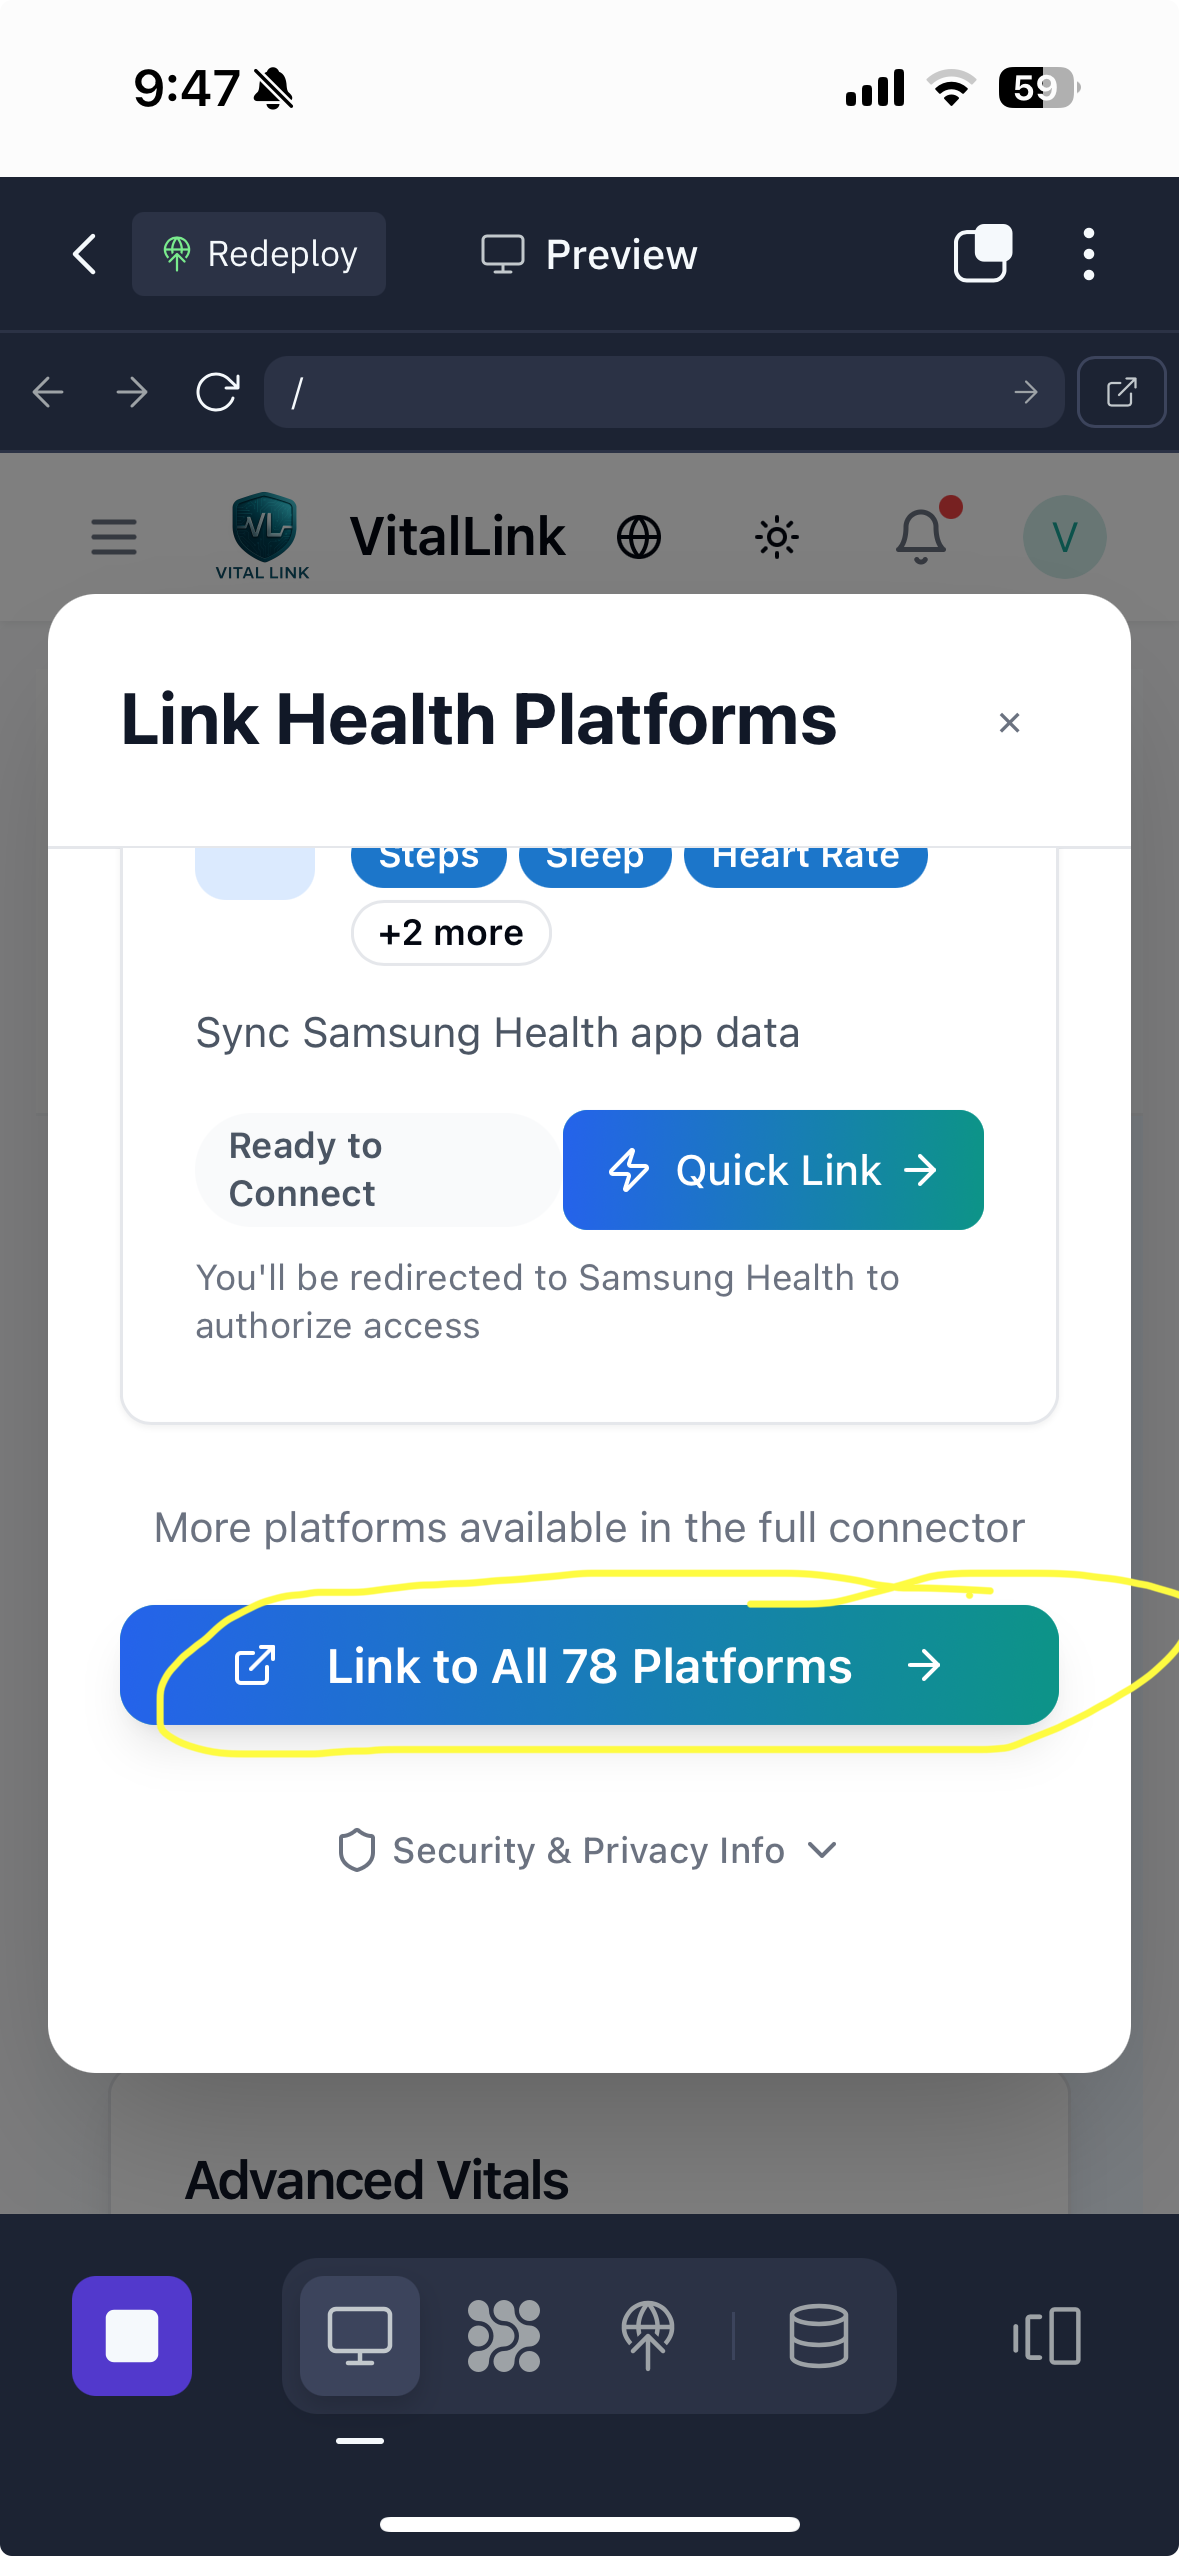 9:47
59
Redeploy
Preview
/
VITAL LINK
VitalLink
V
Link Health Platforms
×
Steps Sleep Heart Rate
+2 more
Sync Samsung Health app data
Ready to
Connect
Quick Link →
You'll be redirected to Samsung Health to
authorize access
More platforms available in the full connector
Link to All 78 Platforms →
Security & Privacy Info
Advanced Vitals